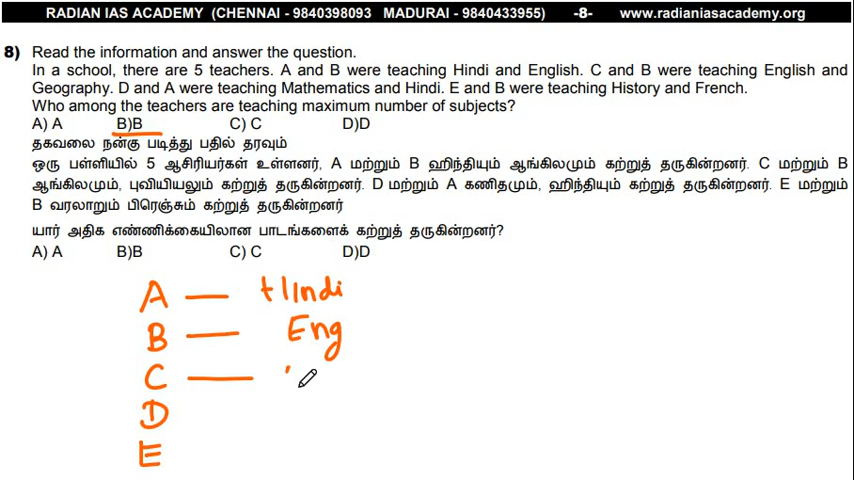 RADIAN IAS ACADEMY (CHENNAI - 9840398093 MADURAI - 9840433955) -8- www.radianiasacademy.org
8) Read the information and answer the question.
In a school, there are 5 teachers. A and B were teaching Hindi and English. C and B were teaching English and
Geography. D and A were teaching Mathematics and Hindi. E and B were teaching History and French.
Who among the teachers are teaching maximum number of subjects?
A) A B)B C) C D)D
தகவலை நன்கு படித்து பதில் தரவும்
ஒரு பள்ளியில் 5 ஆசிரியர்கள் உள்ளனர், A மற்றும் B ஹிந்தியும் ஆங்கிலமும் கற்றுத் தருகின்றனர். C மற்றும் B
ஆங்கிலமும், புவியியலும் கற்றுத் தருகின்றனர். D மற்றும் A கணிதமும், ஹிந்தியும் கற்றுத் தருகின்றனர். E மற்றும்
B வரலாறும் பிரெஞ்சும் கற்றுத் தருகின்றனர்
யார் அதிக எண்ணிக்கையிலான பாடங்களைக் கற்றுத் தருகின்றனர்?
A) A B)B C) C D)D
A — Hindi
B — Eng
C —
D
E